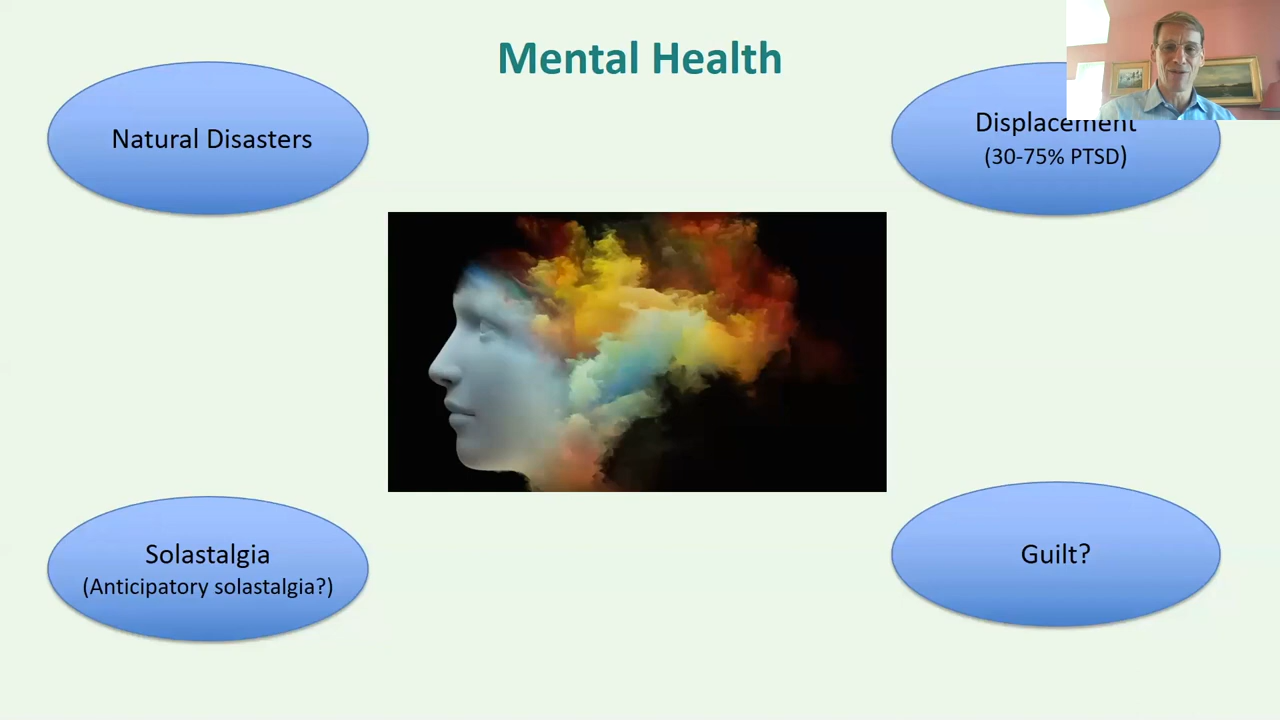 Mental Health
Natural Disasters
Displacement
(30-75% PTSD)
Solastalgia
(Anticipatory solastalgia?)
Guilt?